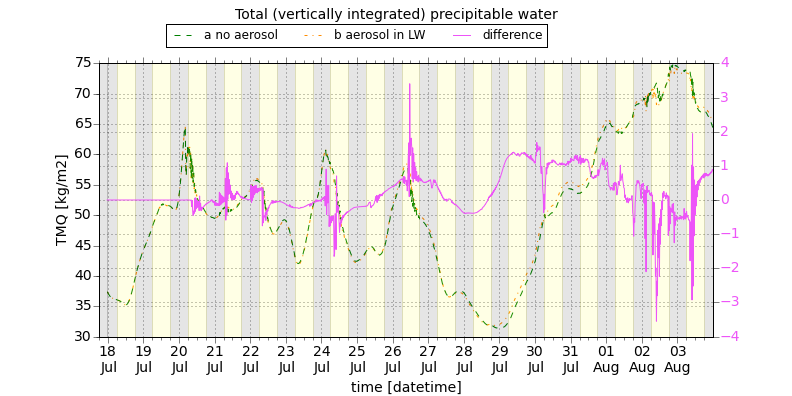 Total (vertically integrated) precipitable water
a no aerosol
b aerosol in LW
difference
TMQ [kg/m2]
75
70
65
60
55
50
45
40
35
30
4
3
2
1
0
−1
−2
−3
−4
18 19 20 21 22 23 24 25 26 27 28 29 30 31 01 02 03
Jul Jul Jul Jul Jul Jul Jul Jul Jul Jul Jul Jul Jul Jul Aug Aug Aug
time [datetime]